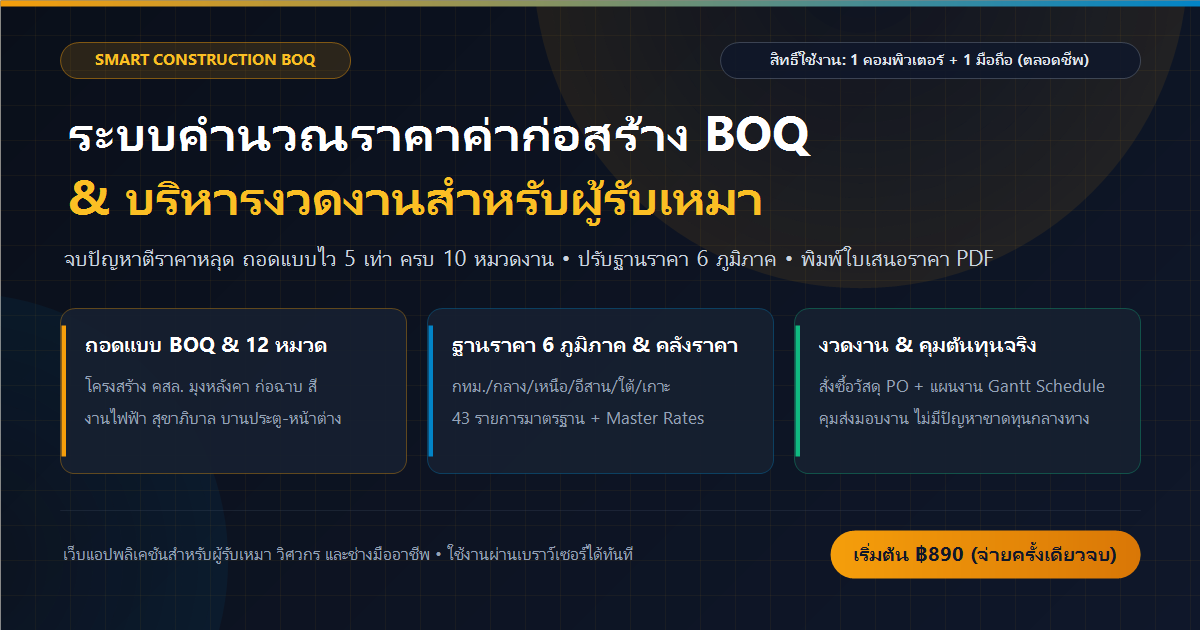 SMART CONSTRUCTION BOQ
สิทธิ์ใช้งาน: 1 คอมพิวเตอร์ + 1 มือถือ (ตลอดชีพ)
ระบบคำนวณราคาค่าก่อสร้าง BOQ
& บริหารงวดงานสำหรับผู้รับเหมา
จบปัญหาตีราคาหลุด ถอดแบบไว 5 เท่า ครบ 10 หมวดงาน • ปรับฐานราคา 6 ภูมิภาค • พิมพ์ใบเสนอราคา PDF
ถอดแบบ BOQ & 12 หมวด
โครงสร้าง คสล. มุงหลังคา ก่อฉาบ สี
งานไฟฟ้า สุขาภิบาล บานประตู-หน้าต่าง
ฐานราคา 6 ภูมิภาค & คลังราคา
กทม./กลาง/เหนือ/อีสาน/ใต้/เกาะ
43 รายการมาตรฐาน + Master Rates
งวดงาน & คุมต้นทุนจริง
สั่งซื้อวัสดุ PO + แผนงาน Gantt Schedule
คุมส่งมอบงาน ไม่มีปัญหาขาดทุนกลางทาง
เว็บแอปพลิเคชันสำหรับผู้รับเหมา วิศวกร และช่างมืออาชีพ • ใช้งานผ่านเบราว์เซอร์ได้ทันที
เริ่มต้น ฿890 (จ่ายครั้งเดียวจบ)